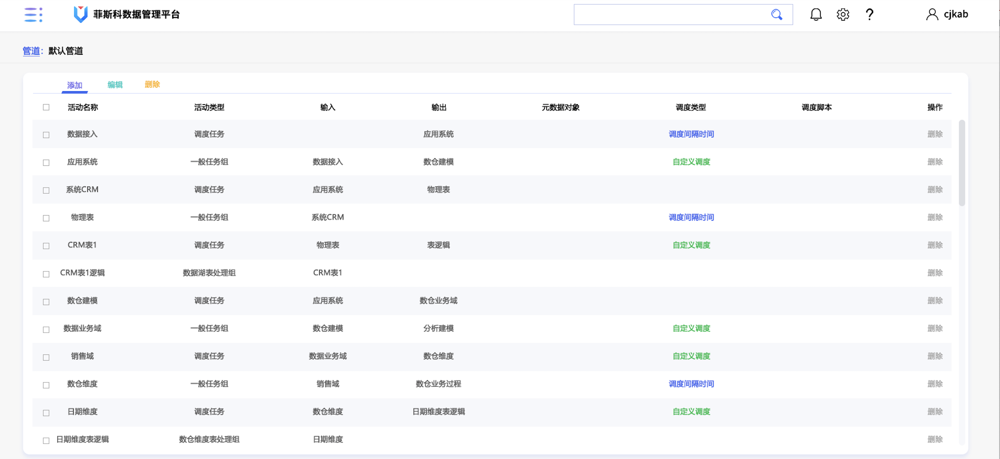 菲斯科数据管理平台 cjkab
管道： 默认管道
添加 编辑 删除
活动名称 活动类型 输入 输出 元数据对象 调度类型 调度脚本 操作
数据接入 调度任务 应用系统 调度间隔时间 删除
应用系统 一般任务组 数据接入 数仓建模 自定义调度 删除
系统CRM 调度任务 应用系统 物理表 删除
物理表 一般任务组 系统CRM 调度间隔时间 删除
CRM表1 调度任务 物理表 表逻辑 自定义调度 删除
CRM表1逻辑 数据湖表处理组 CRM表1 删除
数仓建模 调度任务 应用系统 数仓业务域 删除
数据业务域 一般任务组 数仓建模 分析建模 自定义调度 删除
销售域 调度任务 数据业务域 数仓维度 自定义调度 删除
数仓维度 一般任务组 销售域 数仓业务过程 调度间隔时间 删除
日期维度 调度任务 数仓维度 日期维度表逻辑 自定义调度 删除
日期维度表逻辑 数仓维度表处理组 日期维度 删除